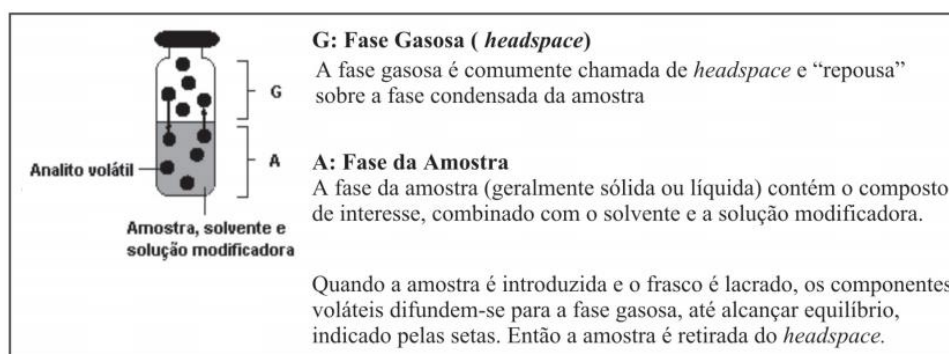 G: Fase Gasosa ( headspace)
A fase gasosa é comumente chamada de headspace e “repousa”
sobre a fase condensada da amostra
G
A: Fase da Amostra
A
Analito volátil
A fase da amostra (geralmente sólida ou líquida) contém o composto
de interesse, combinado com o solvente e a solução modificadora.
Amostra, solvente e
solução modificadora
Quando a amostra é introduzida e o frasco é lacrado, os componentes
voláteis difundem-se para a fase gasosa, até alcançar equilíbrio,
indicado pelas setas. Então a amostra é retirada do headspace.